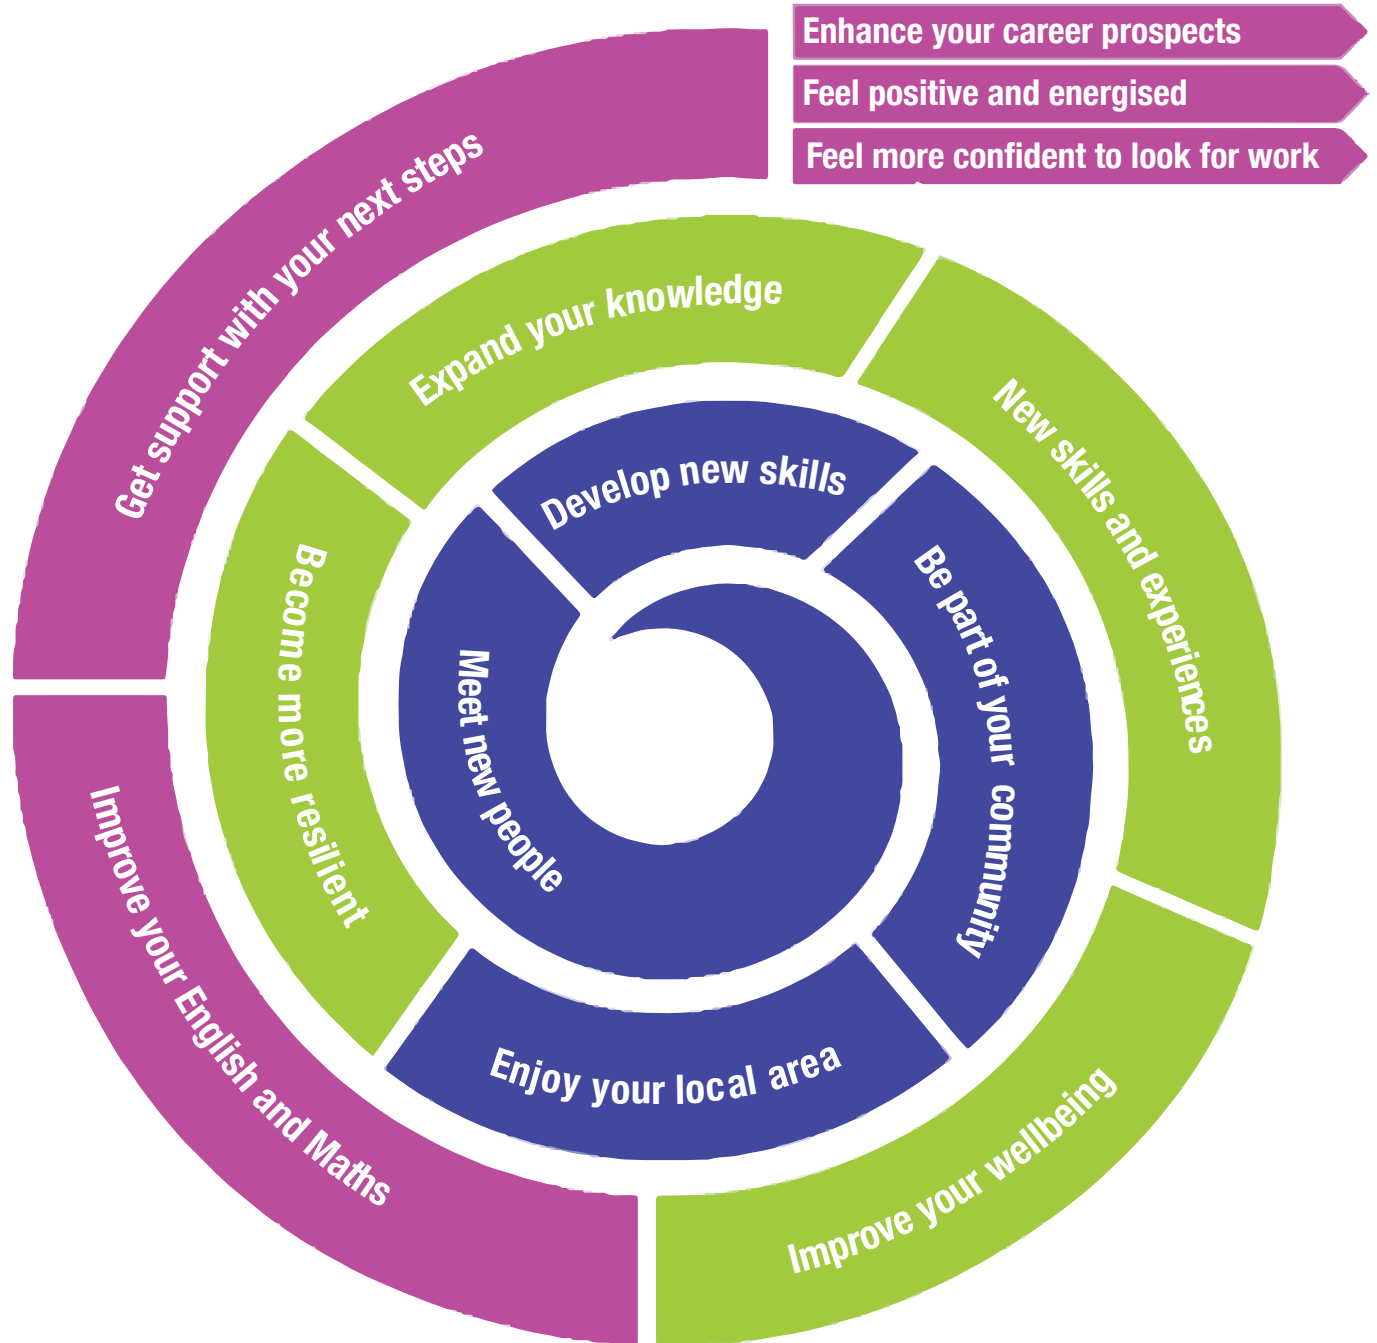 Enhance your career prospects
Feel positive and energised
Feel more confident to look for work
Get support with your next steps
Expand your knowledge
New skills and experiences
Develop new skills
Be part of your community
Become more resilient
Meet new people
Improve your English and Maths
Enjoy your local area
Improve your wellbeing